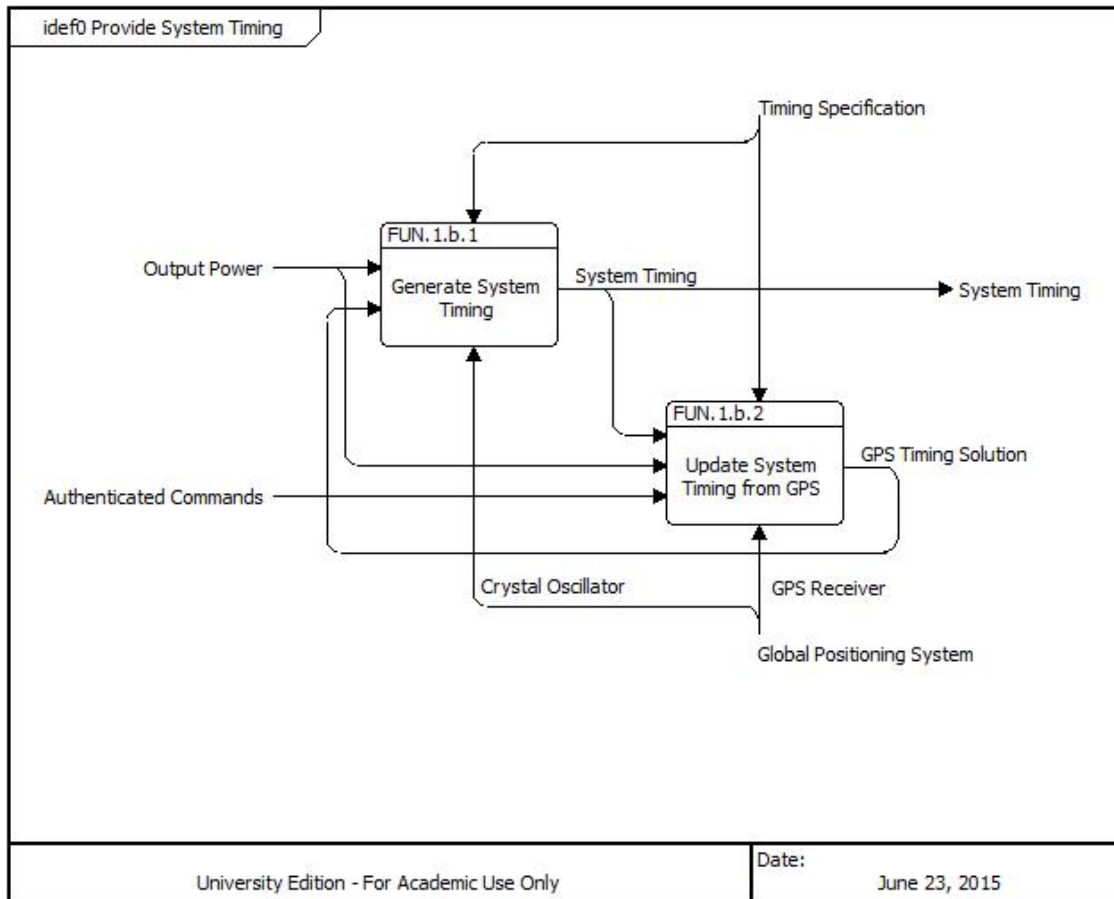 idef0 Provide System Timing
Timing Specification
FUN.1.b.1
Output Power
Generate System
Timing
System Timing
System Timing
FUN.1.b.2
Update System
Timing from GPS
GPS Timing Solution
Authenticated Commands
Crystal Oscillator
GPS Receiver
Global Positioning System
University Edition - For Academic Use Only
Date:
June 23, 2015